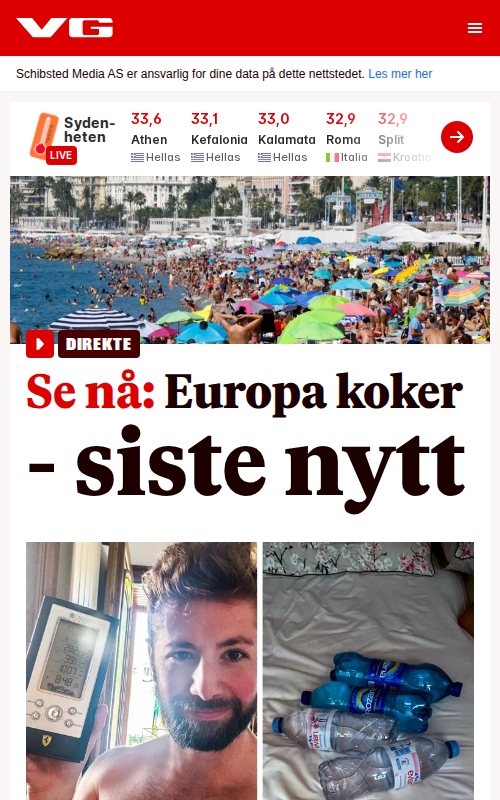 VG
Schibsted Media AS er ansvarlig for dine data på dette nettstedet. Les mer her
Syden-
heten
LIVE
33,6
Athen
Hellas
33,1
Kefalonia
Hellas
33,0
Kalamata
Hellas
32,9
Roma
Italia
32,9
Split
Kroatia
DIREKTE
Se nå: Europa koker
- siste nytt